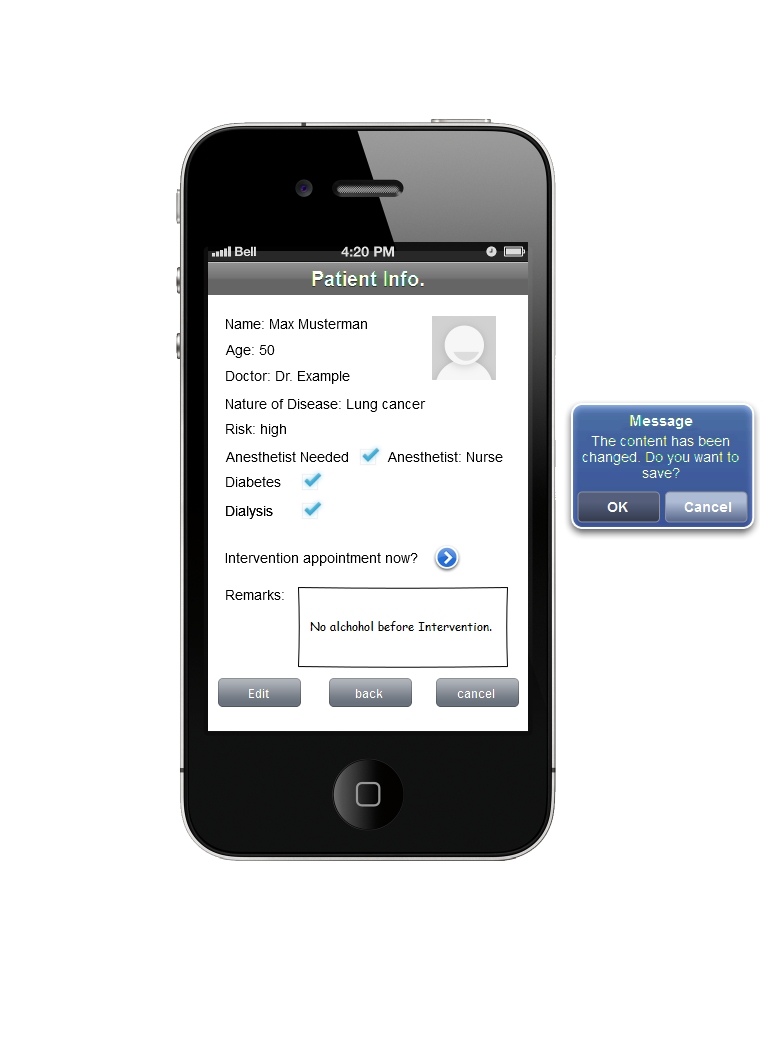 Bell 4:20 PM
Patient Info.
Name: Max Musterman
Age: 50
Doctor: Dr. Example
Nature of Disease: Lung cancer
Risk: high
Anesthetist Needed Anesthetist: Nurse
Diabetes
Dialysis
Intervention appointment now?
Remarks:
No alchohol before Intervention.
Edit back cancel
Message
The content has been
changed. Do you want to
save?
OK Cancel